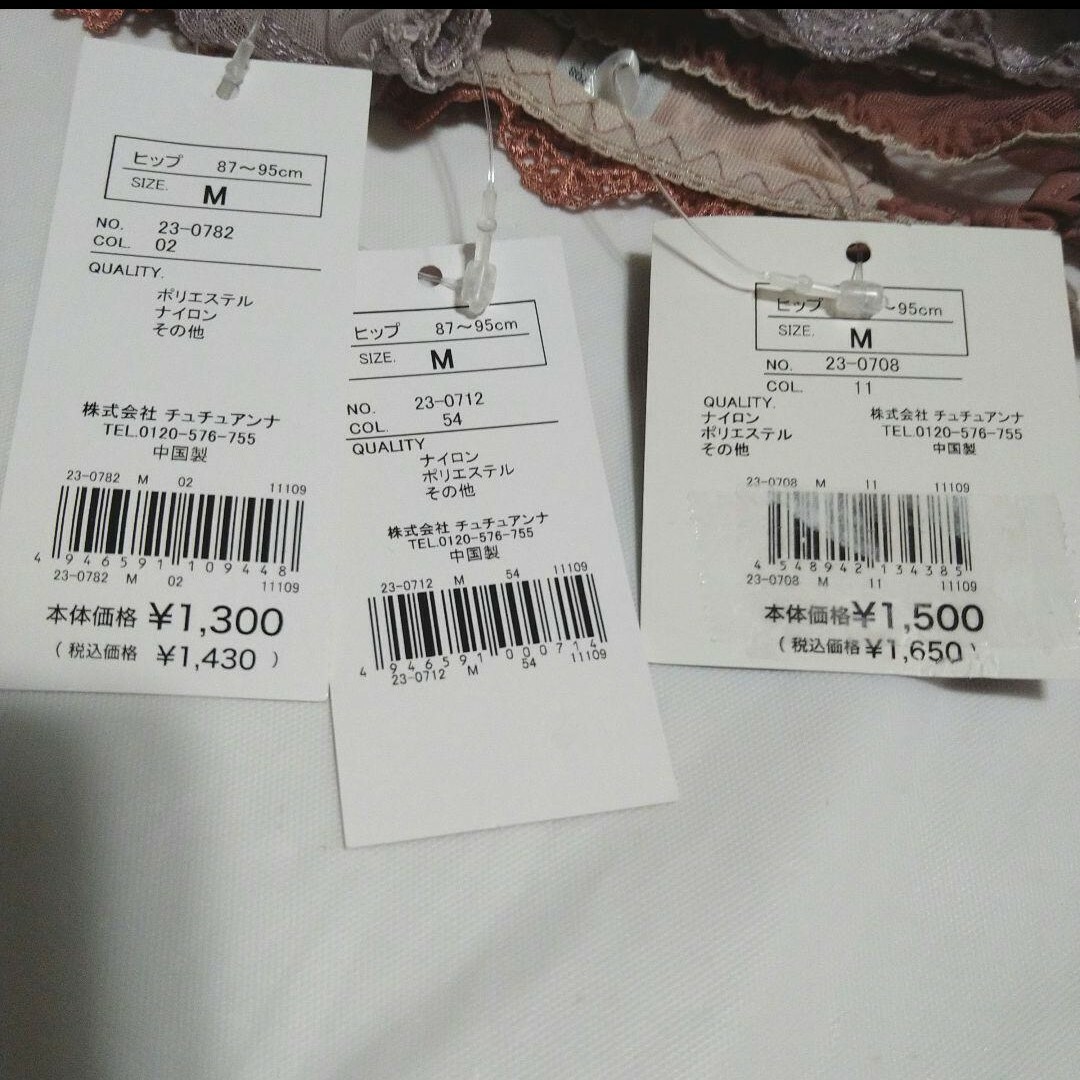 ヒップ 87～95cm
SIZE. M
NO. 23-0782
COL. 02
QUALITY.
ポリエステル
ナイロン
その他
株式会社 チュチュアンナ
TEL.0120-576-755
中国製
23-0782 M 02 11109
4 946591 109448
23-0782 M 02 11109
本体価格 ¥1,300
(税込価格 ¥1,430)
ヒップ 87～95cm
SIZE. M
NO. 23-0712
COL. 54
QUALITY
ナイロン
ポリエステル
その他
株式会社 チュチュアンナ
TEL.0120-576-755
中国製
23-0712 M 54 11109
4 946591 000714
23-0712 M 54 11109
ヒップ ～95cm
SIZE. M
NO. 23-0708
COL. 11
QUALITY.
ナイロン
ポリエステル
その他
株式会社 チュチュアンナ
TEL.0120-576-755
中国製
23-0708 M 11 11109
4 548942 134385
23-0708 M 11 11109
本体価格¥1,500
(税込価格¥1,650)